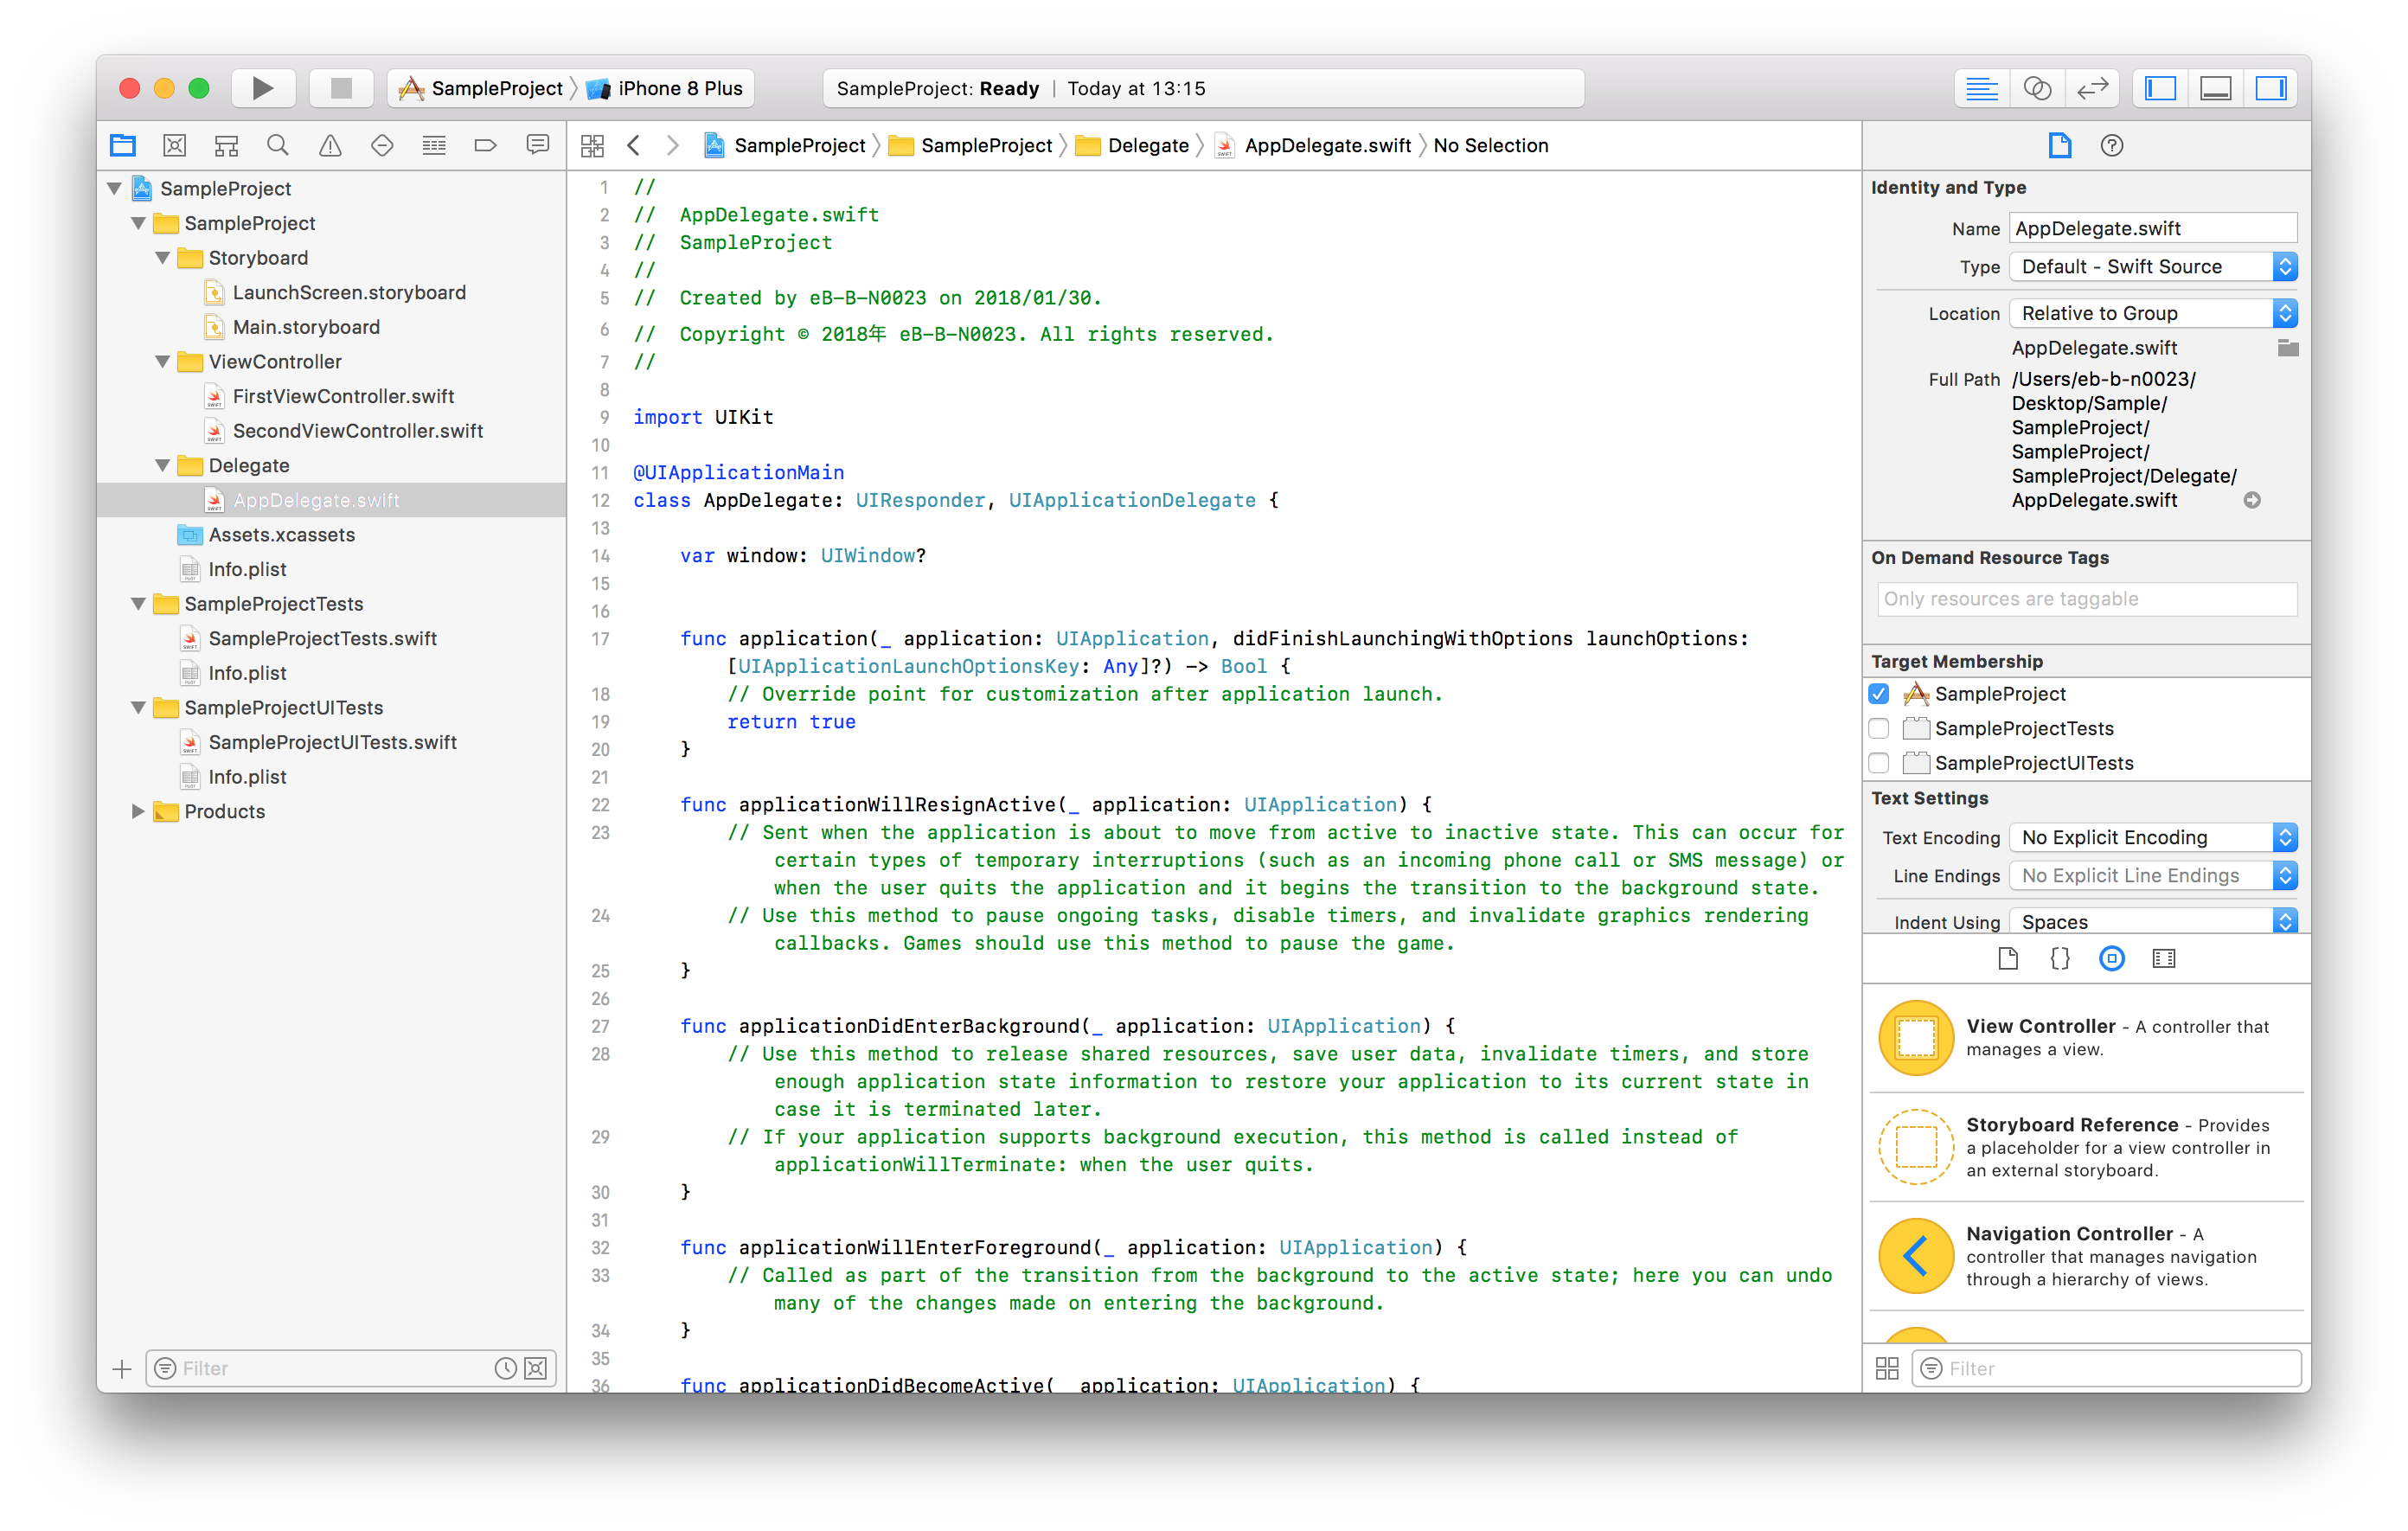 SampleProject iPhone 8 Plus
SampleProject: Ready | Today at 13:15
SampleProject
SampleProject
Storyboard
LaunchScreen.storyboard
Main.storyboard
ViewController
FirstViewController.swift
SecondViewController.swift
Delegate
AppDelegate.swift
Assets.xcassets
Info.plist
SampleProjectTests
SampleProjectTests.swift
Info.plist
SampleProjectUITests
SampleProjectUITests.swift
Info.plist
Products
Filter
SampleProject SampleProject Delegate AppDelegate.swift No Selection
1 //
2 //  AppDelegate.swift
3 //  SampleProject
4 //
5 //  Created by eB-B-N0023 on 2018/01/30.
6 //  Copyright © 2018年 eB-B-N0023. All rights reserved.
7 //
8
9 import UIKit
10
11 @UIApplicationMain
12 class AppDelegate: UIResponder, UIApplicationDelegate {
13
14     var window: UIWindow?
15
16
17     func application(_ application: UIApplication, didFinishLaunchingWithOptions launchOptions:
[UIApplicationLaunchOptionsKey: Any]?) -> Bool {
18         // Override point for customization after application launch.
19         return true
20     }
21
22     func applicationWillResignActive(_ application: UIApplication) {
23         // Sent when the application is about to move from active to inactive state. This can occur for
certain types of temporary interruptions (such as an incoming phone call or SMS message) or
when the user quits the application and it begins the transition to the background state.
24         // Use this method to pause ongoing tasks, disable timers, and invalidate graphics rendering
callbacks. Games should use this method to pause the game.
25     }
26
27     func applicationDidEnterBackground(_ application: UIApplication) {
28         // Use this method to release shared resources, save user data, invalidate timers, and store
enough application state information to restore your application to its current state in
case it is terminated later.
29         // If your application supports background execution, this method is called instead of
applicationWillTerminate: when the user quits.
30     }
31
32     func applicationWillEnterForeground(_ application: UIApplication) {
33         // Called as part of the transition from the background to the active state; here you can undo
many of the changes made on entering the background.
34     }
35
36     func applicationDidBecomeActive(_ application: UIApplication) {
Identity and Type
Name AppDelegate.swift
Type Default - Swift Source
Location Relative to Group
AppDelegate.swift
Full Path /Users/eb-b-n0023/
Desktop/Sample/
SampleProject/
SampleProject/
SampleProject/Delegate/
AppDelegate.swift
On Demand Resource Tags
Only resources are taggable
Target Membership
SampleProject
SampleProjectTests
SampleProjectUITests
Text Settings
Text Encoding No Explicit Encoding
Line Endings No Explicit Line Endings
Indent Using Spaces
{}
View Controller - A controller that
manages a view.
Storyboard Reference - Provides
a placeholder for a view controller in
an external storyboard.
Navigation Controller - A
controller that manages navigation
through a hierarchy of views.
Filter